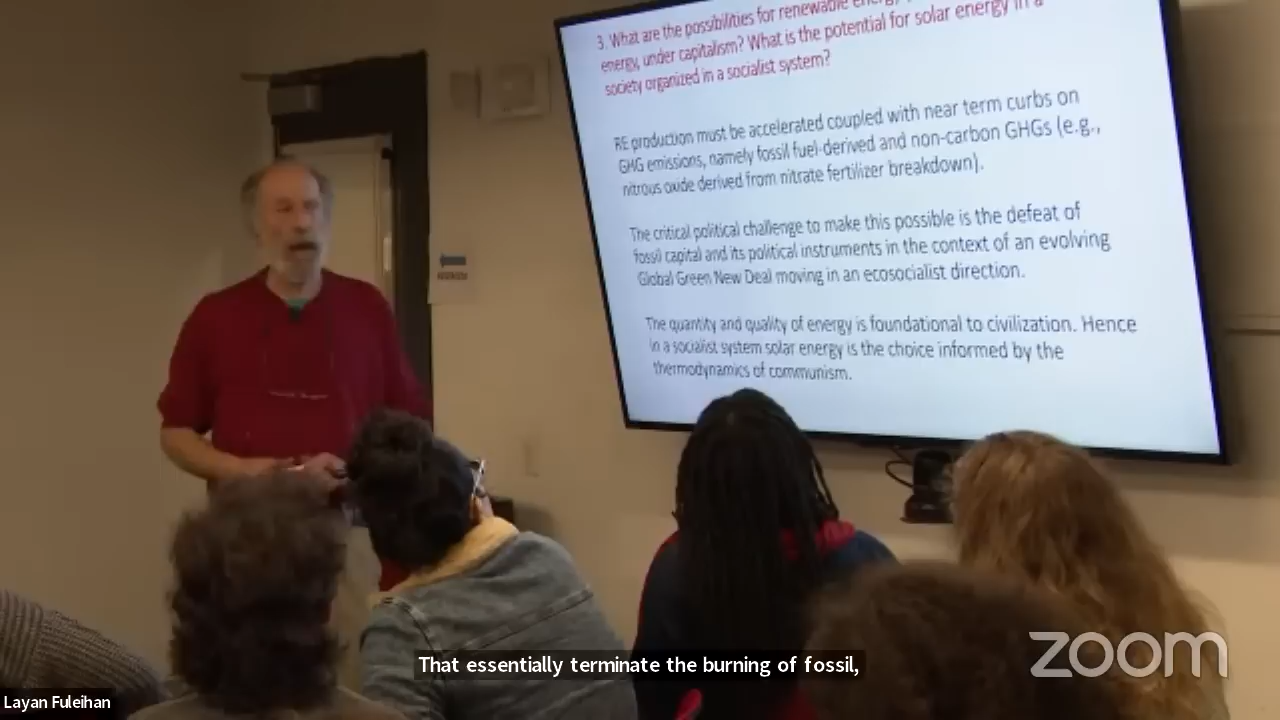 3. What are the possibilities for renewable energy
energy, under capitalism? What is the potential for solar energy in a
society organized in a socialist system?
RE production must be accelerated coupled with near term curbs on
GHG emissions, namely fossil fuel-derived and non-carbon GHGs (e.g.,
nitrous oxide derived from nitrate fertilizer breakdown).
The critical political challenge to make this possible is the defeat of
fossil capital and its political instruments in the context of an evolving
Global Green New Deal moving in an ecosocialist direction.
The quantity and quality of energy is foundational to civilization. Hence
in a socialist system solar energy is the choice informed by the
thermodynamics of communism.
That essentially terminate the burning of fossil,
zoom
Layan Fuleihan